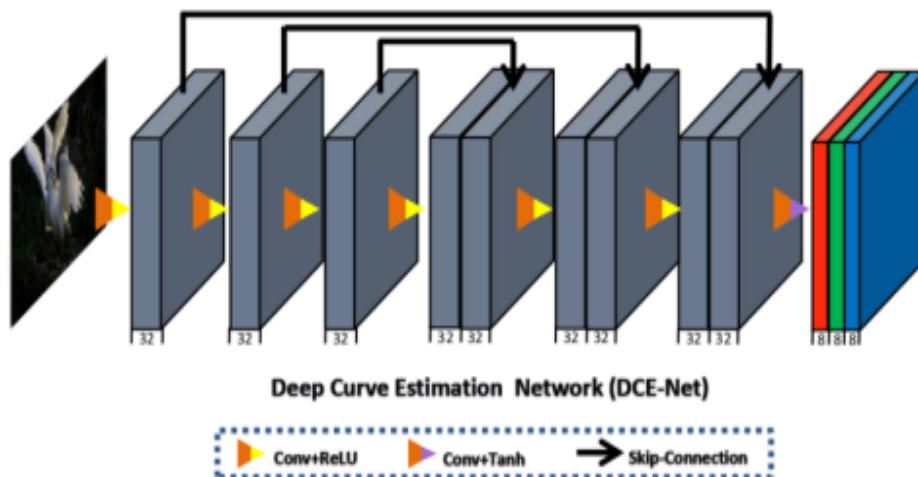 32 32 32 32 32 32 32 32 32 8 8 8
Deep Curve Estimation Network (DCE-Net)
Conv+ReLU Conv+Tanh Skip-Connection